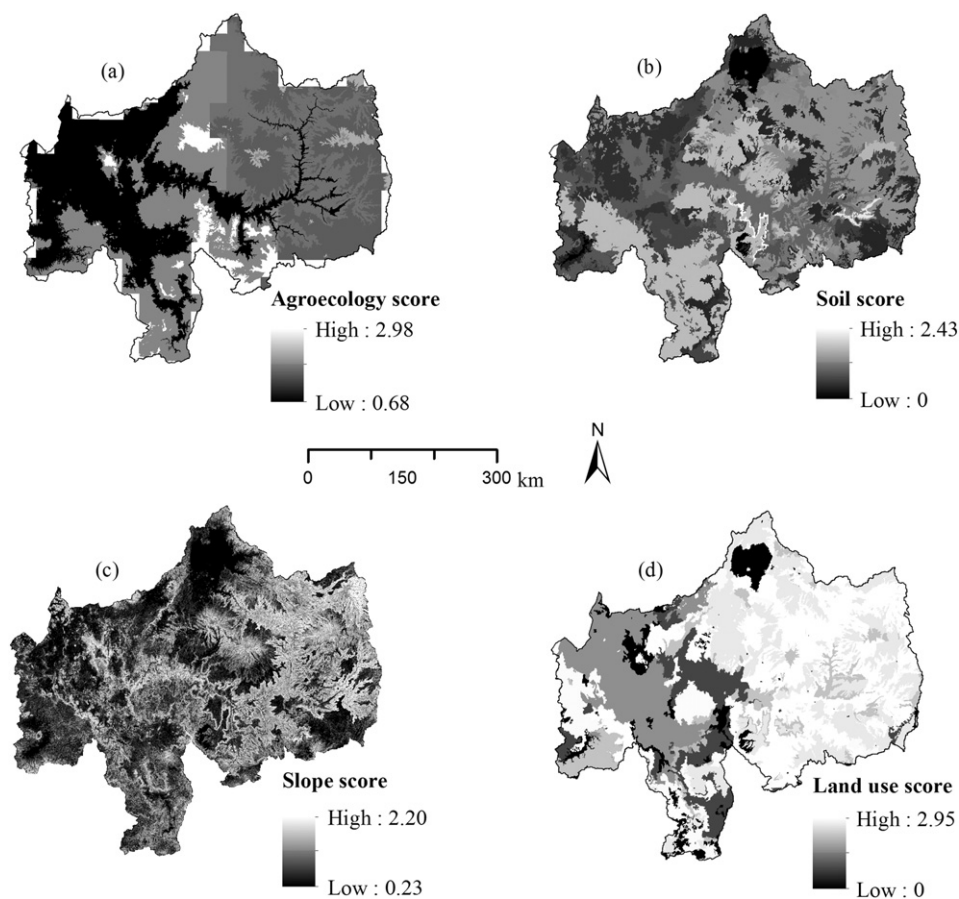 (a)
Agroecology score
High : 2.98
Low : 0.68
(b)
Soil score
High : 2.43
Low : 0
0 150 300 km
N
(c)
Slope score
High : 2.20
Low : 0.23
(d)
Land use score
High : 2.95
Low : 0